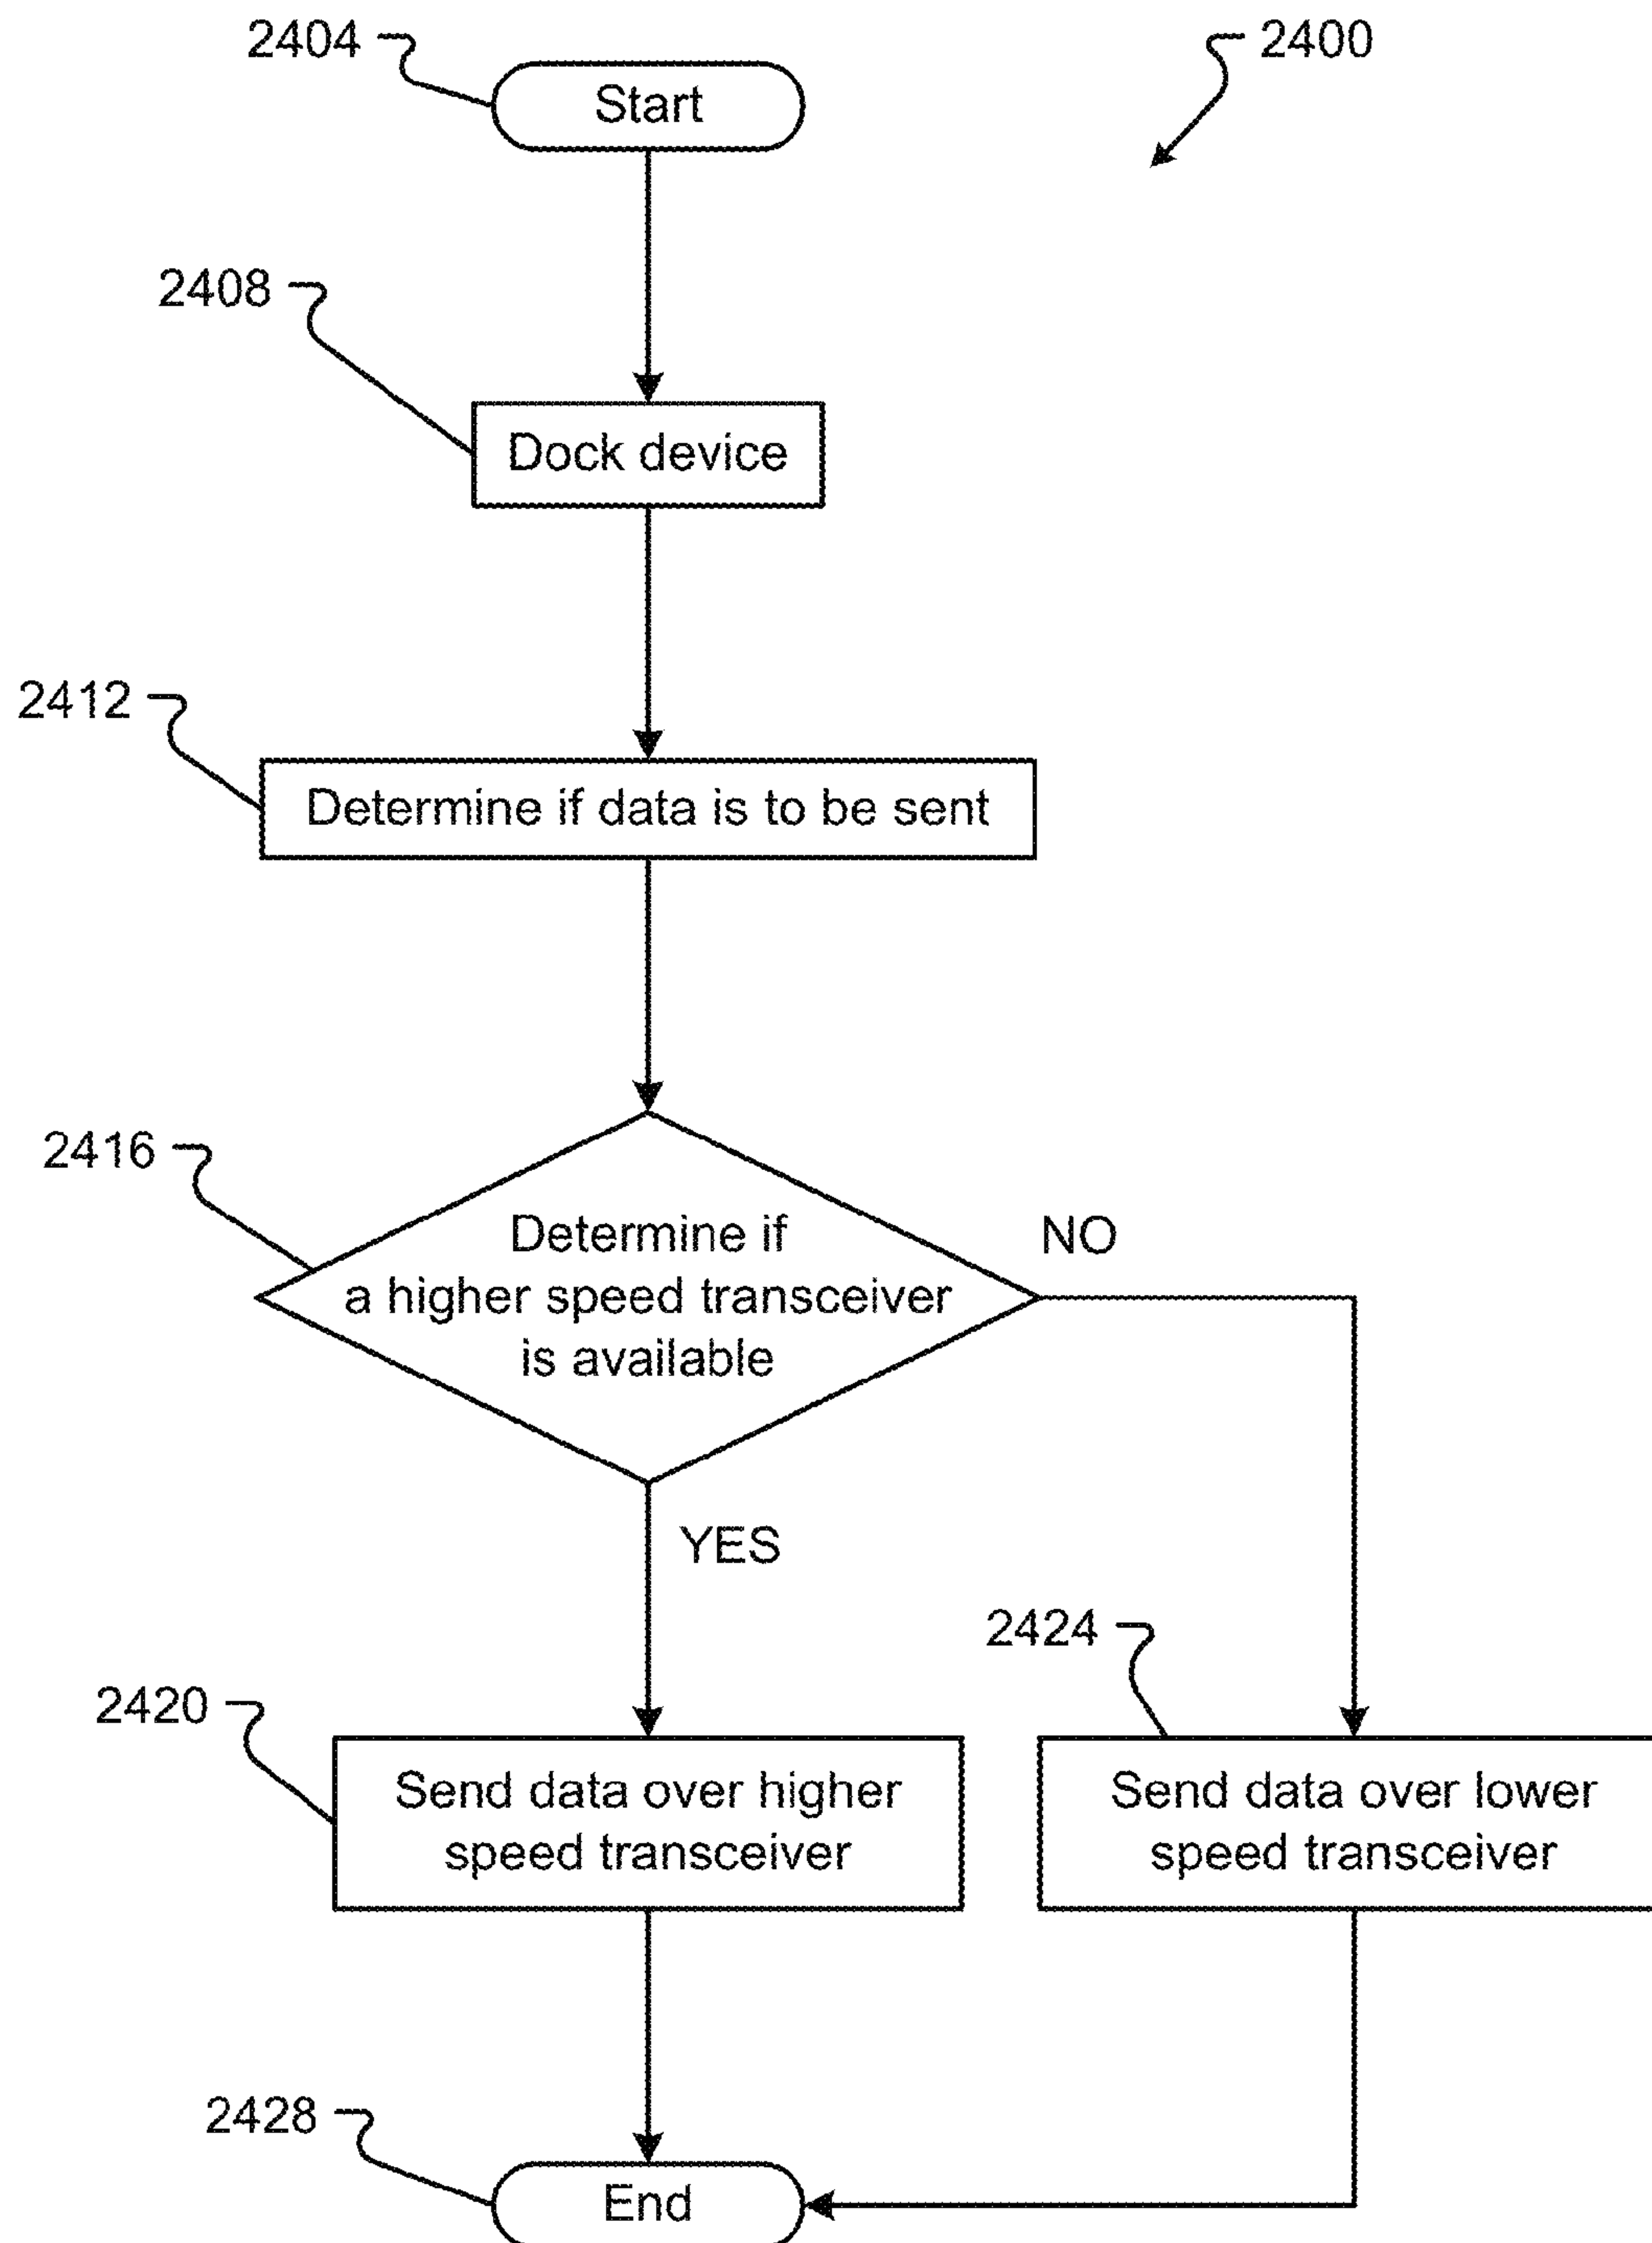 2404
2400
Start
2408
Dock device
2412
Determine if data is to be sent
2416
Determine if
a higher speed transceiver
is available
NO
YES
2424
2420
Send data over higher
speed transceiver
Send data over lower
speed transceiver
2428
End